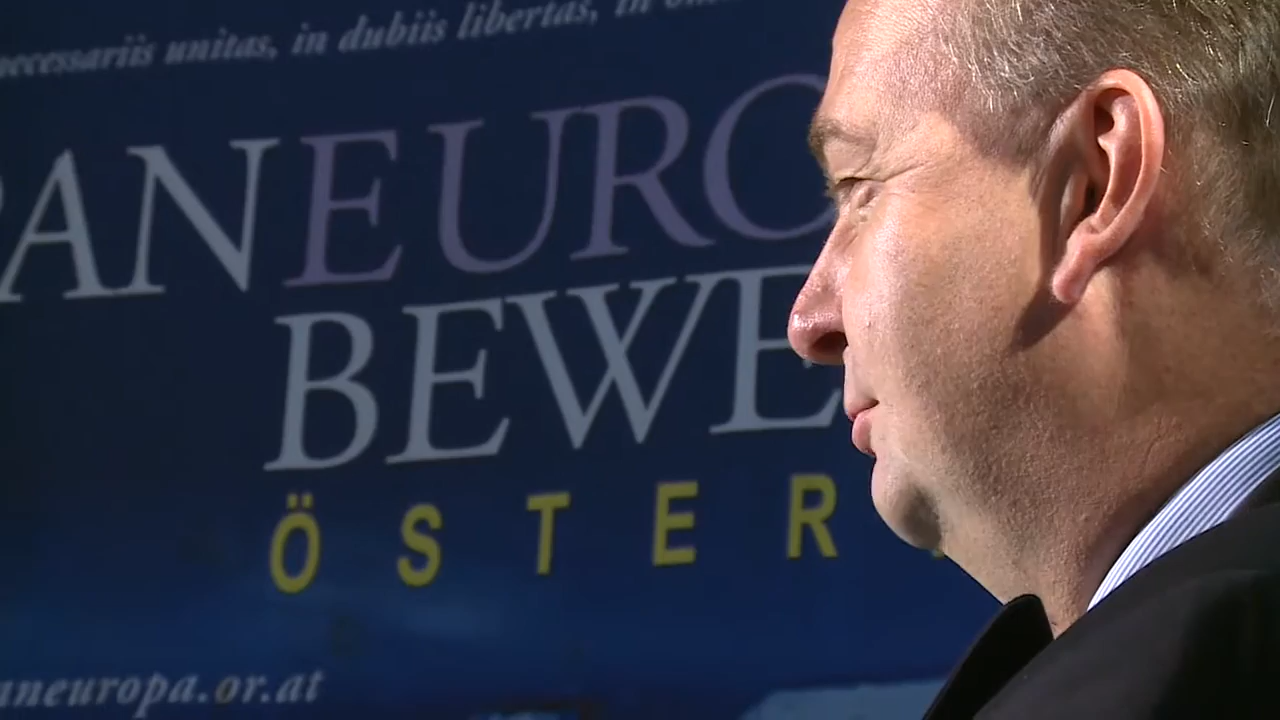 necessariis unitas, in dubiis libertas, in
PANEURO
BEWE
ÖSTER
aneuropa.or.at